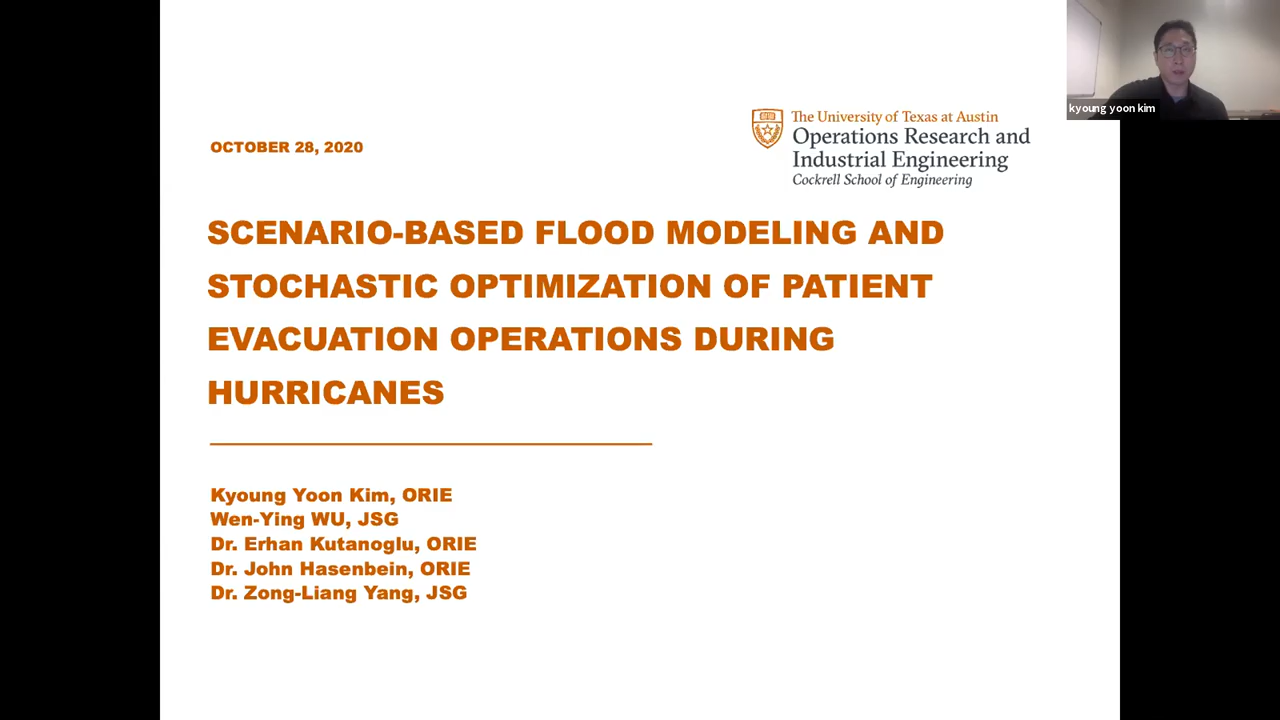 kyoung yoon kim
The University of Texas at Austin
Operations Research and
Industrial Engineering
Cockrell School of Engineering
OCTOBER 28, 2020
SCENARIO-BASED FLOOD MODELING AND
STOCHASTIC OPTIMIZATION OF PATIENT
EVACUATION OPERATIONS DURING
HURRICANES
Kyoung Yoon Kim, ORIE
Wen-Ying WU, JSG
Dr. Erhan Kutanoglu, ORIE
Dr. John Hasenbein, ORIE
Dr. Zong-Liang Yang, JSG